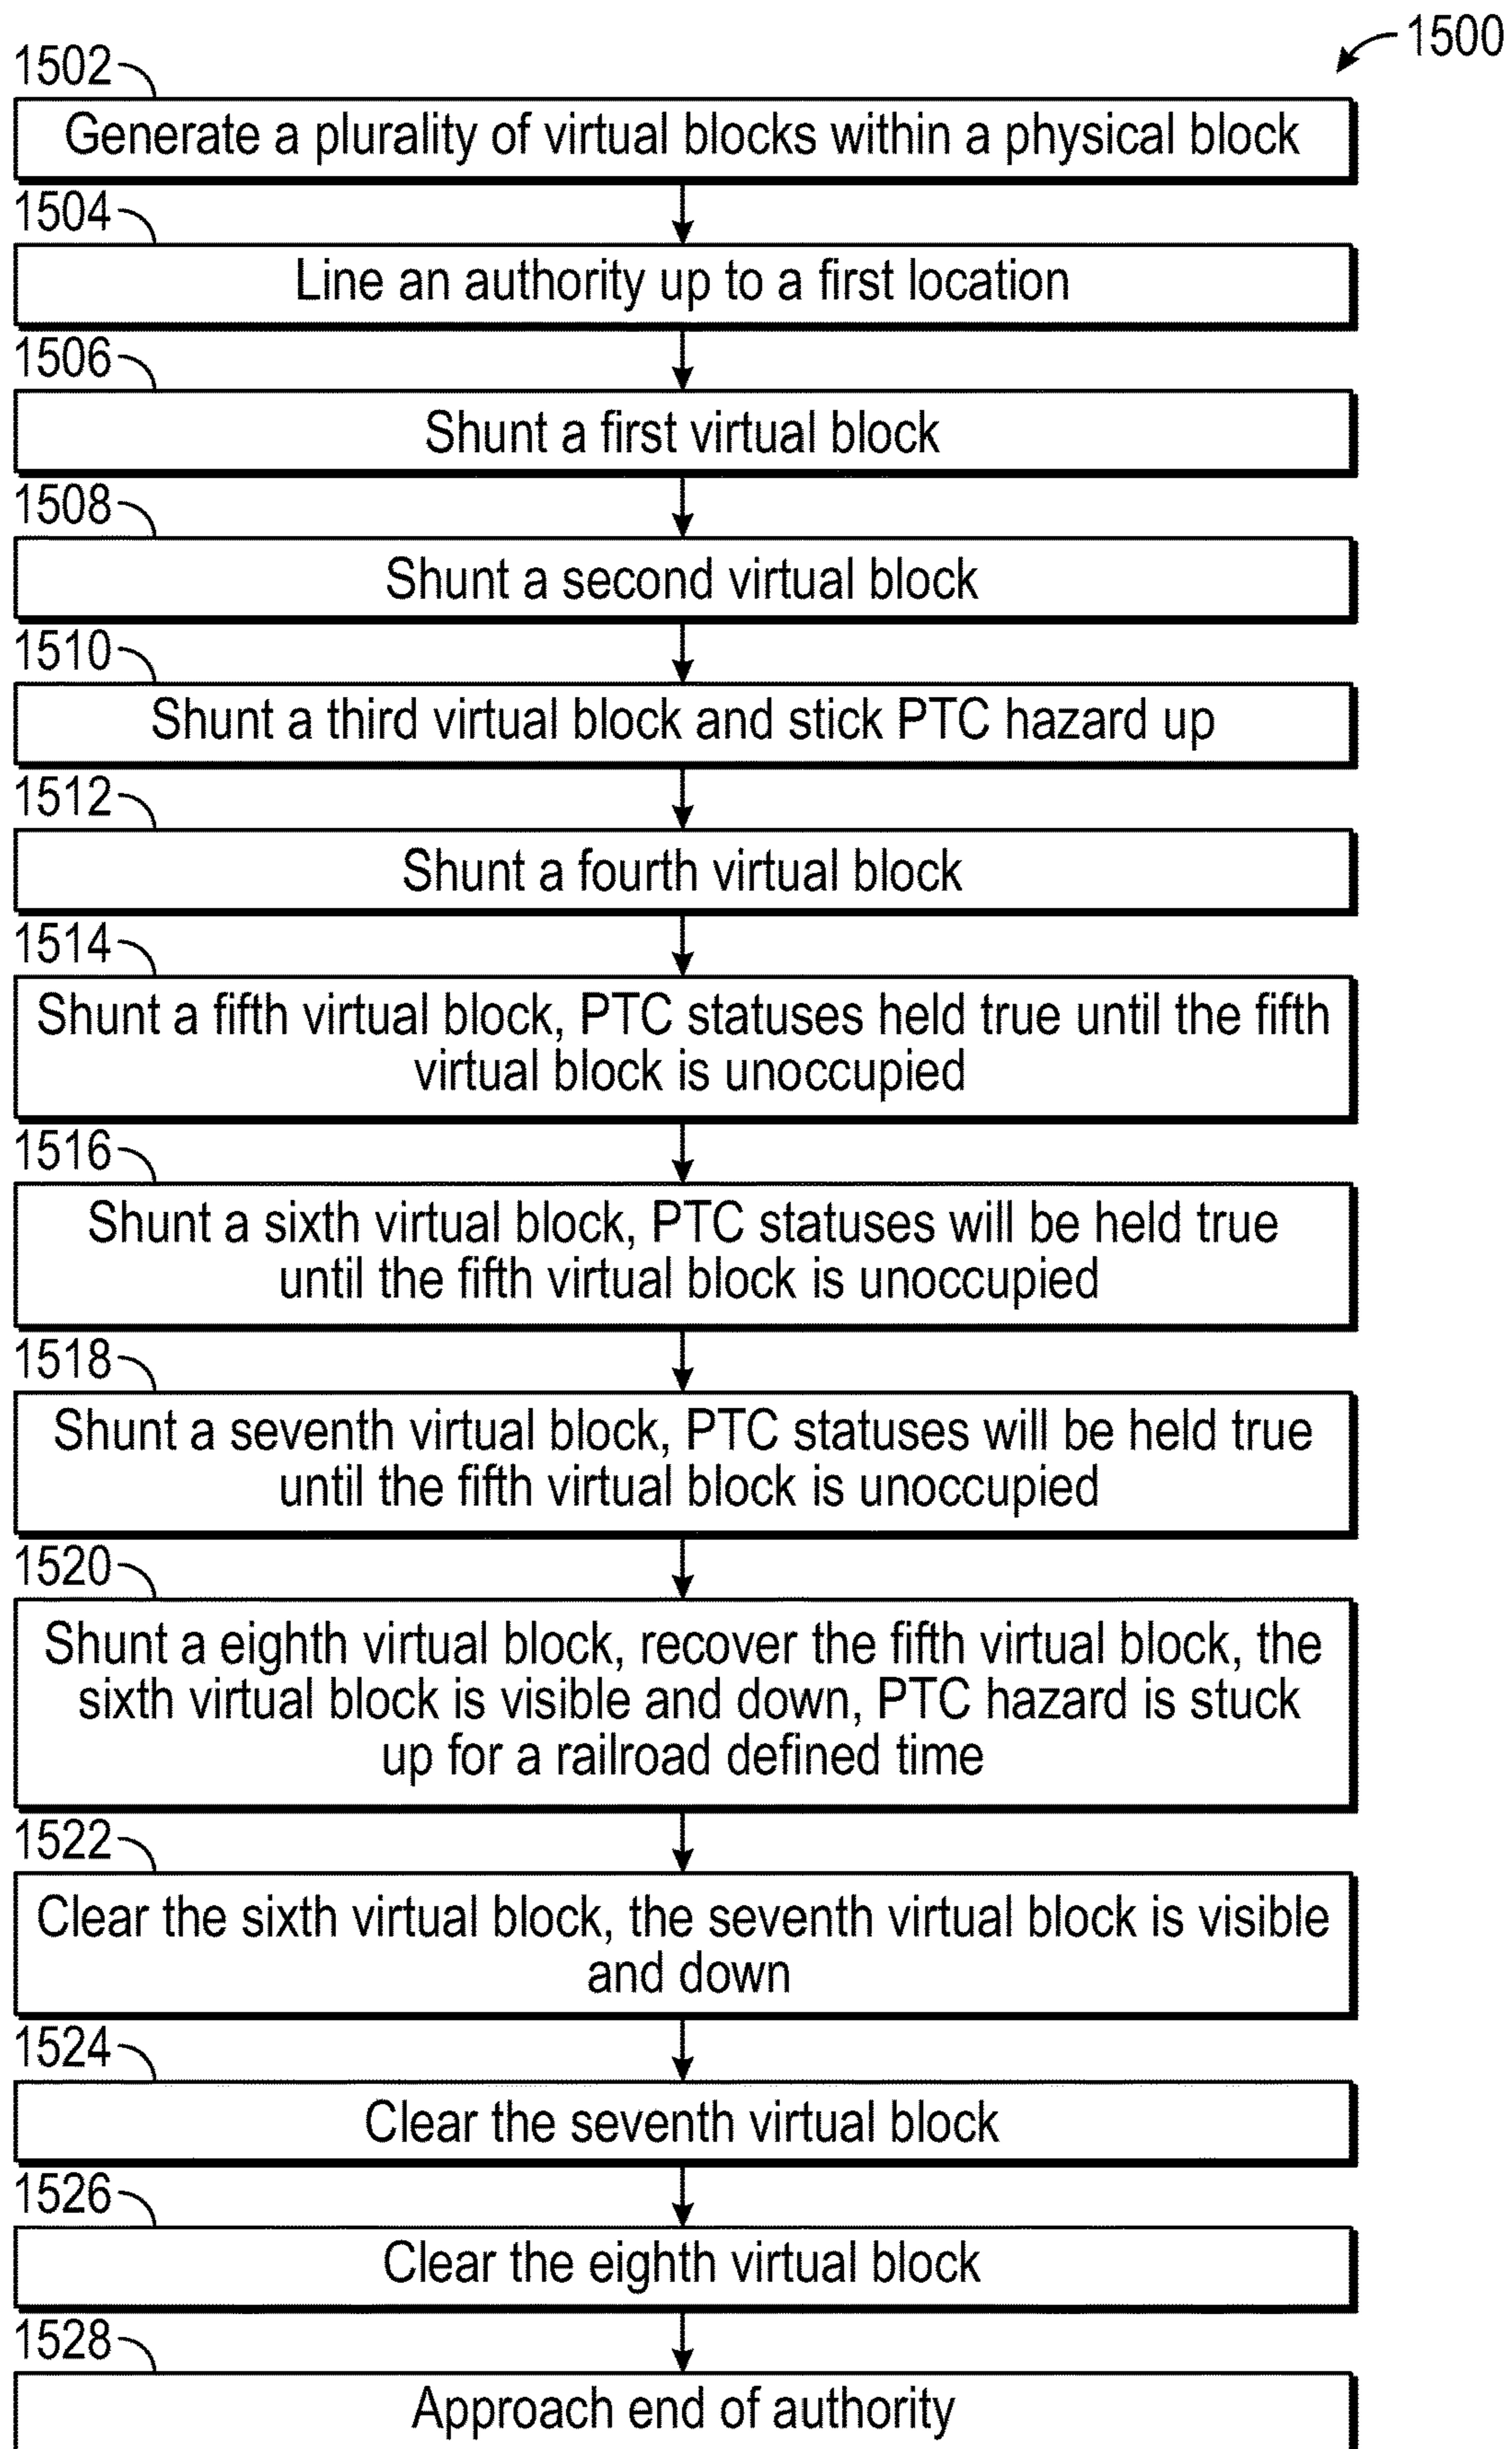 1500
1502
Generate a plurality of virtual blocks within a physical block
1504
Line an authority up to a first location
1506
Shunt a first virtual block
1508
Shunt a second virtual block
1510
Shunt a third virtual block and stick PTC hazard up
1512
Shunt a fourth virtual block
1514
Shunt a fifth virtual block, PTC statuses held true until the fifth
virtual block is unoccupied
1516
Shunt a sixth virtual block, PTC statuses will be held true
until the fifth virtual block is unoccupied
1518
Shunt a seventh virtual block, PTC statuses will be held true
until the fifth virtual block is unoccupied
1520
Shunt a eighth virtual block, recover the fifth virtual block, the
sixth virtual block is visible and down, PTC hazard is stuck
up for a railroad defined time
1522
Clear the sixth virtual block, the seventh virtual block is visible
and down
1524
Clear the seventh virtual block
1526
Clear the eighth virtual block
1528
Approach end of authority